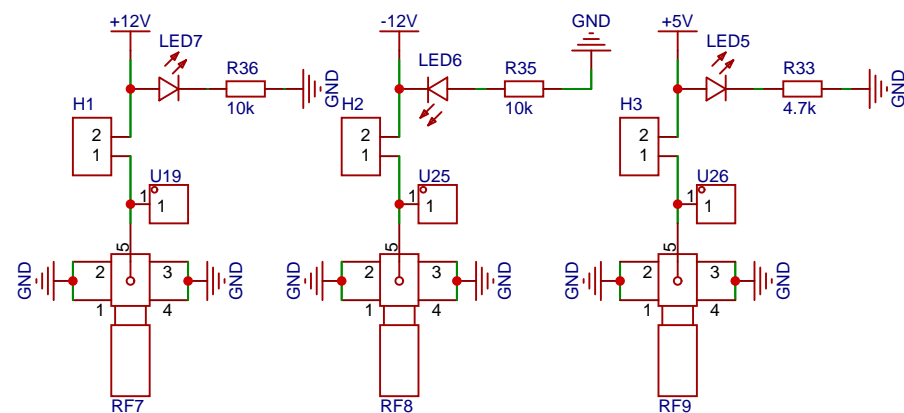 +12V
-12V
GND
+5V
LED7
LED6
LED5
R36
R35
R33
10k
10k
4.7k
GND
GND
H1
H2
H3
2
1
2
1
2
1
U19
U25
U26
1
1
1
1
1
1
5
5
5
GND
2
3
GND
GND
2
3
GND
GND
2
3
GND
1
4
1
4
1
4
RF7
RF8
RF9